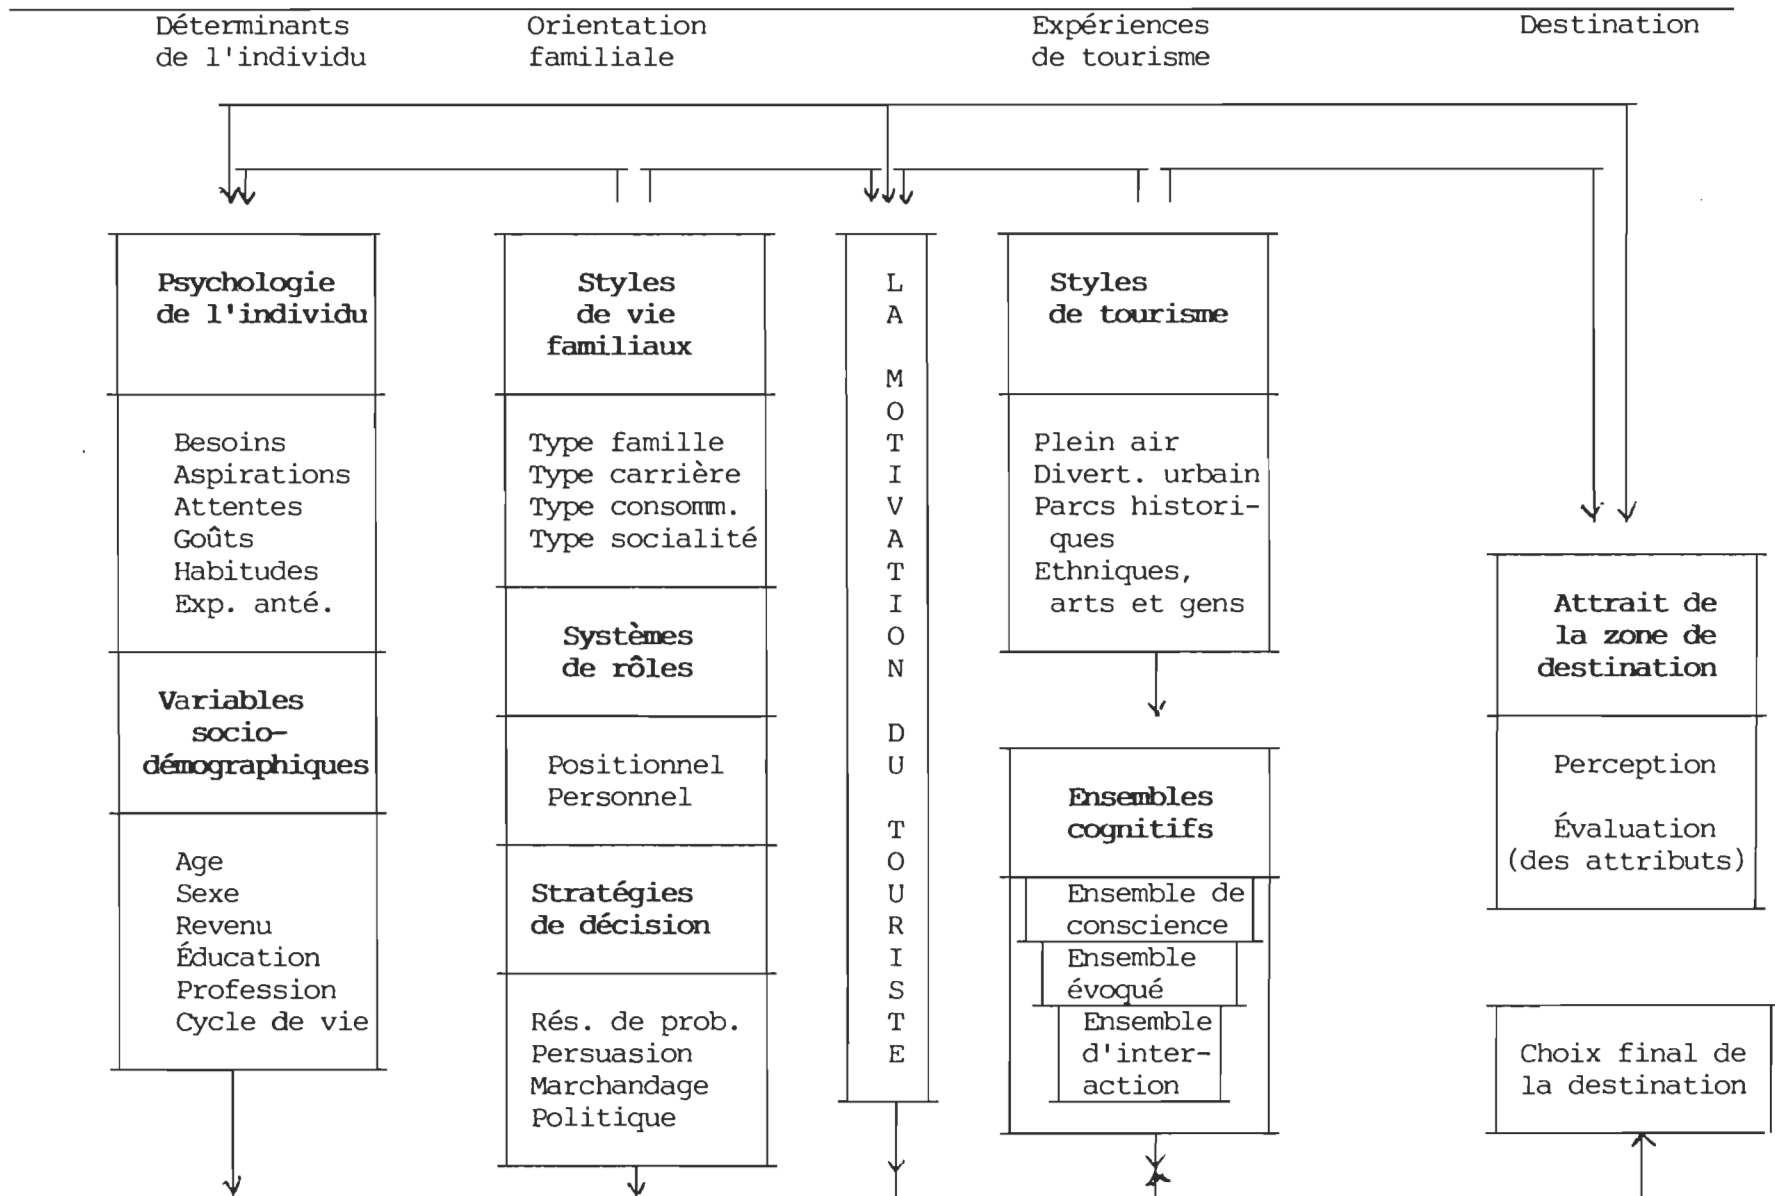 Déterminants
de l'individu
Orientation
familiale
Expériences
de tourisme
Destination
Psychologie
de l'individu
Besoins
Aspirations
Attentes
Goûts
Habitudes
Exp. anté.
Variables
socio-
démographiques
Age
Sexe
Revenu
Éducation
Profession
Cycle de vie
Styles
de vie
familiaux
Type famille
Type carrière
Type consomm.
Type socialité
Systèmes
de rôles
Positionnel
Personnel
Stratégies
de décision
Rés. de prob.
Persuasion
Marchandage
Politique
LA MOTIVATION DU TOURISTE
Styles
de tourisme
Plein air
Divert. urbain
Parcs histori-
ques
Ethniques,
arts et gens
Ensembles
cognitifs
Ensemble de
conscience
Ensemble
évoqué
Ensemble
d'inter-
action
Attrait de
la zone de
destination
Perception
Évaluation
(des attributs)
Choix final de
la destination